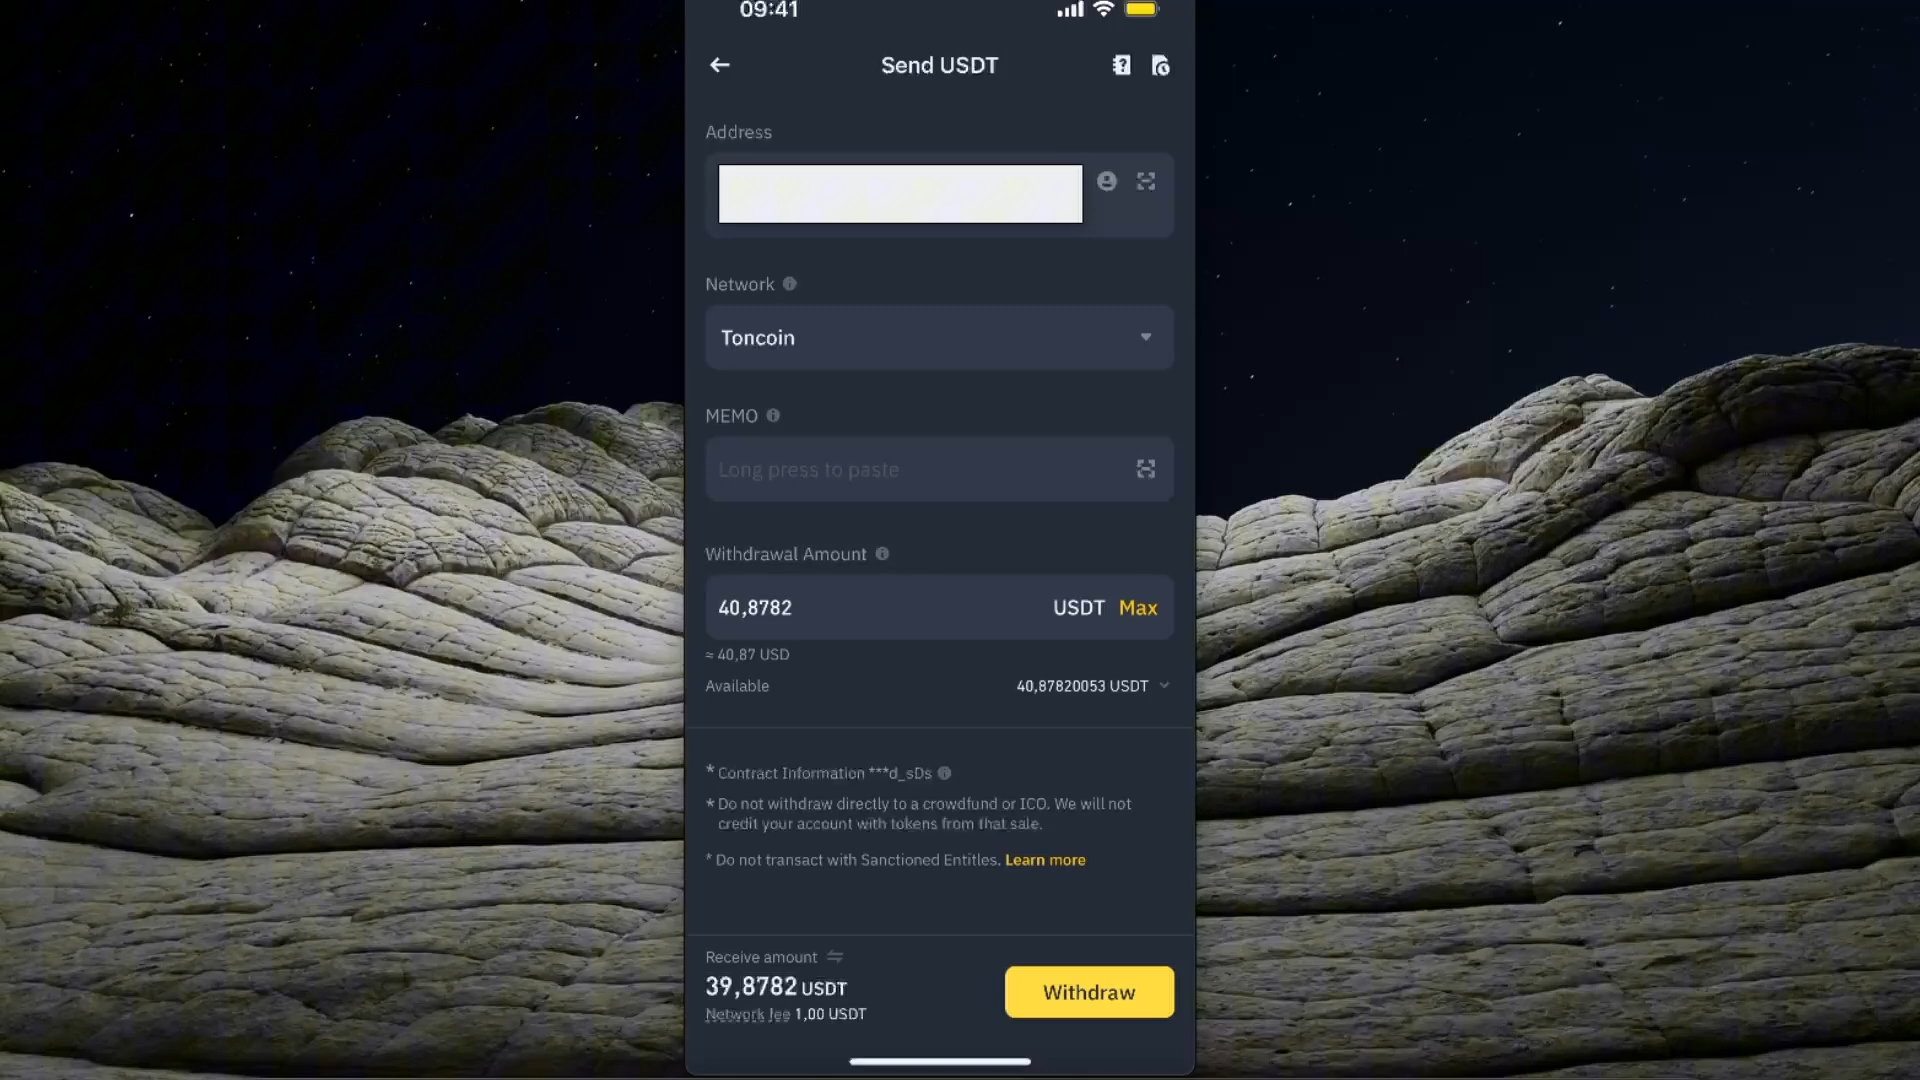 09:41
Send USDT
Address
Network
Toncoin
MEMO
Long press to paste
Withdrawal Amount
40,8782 USDT Max
≈ 40,87 USD
Available 40,87820053 USDT
* Contract Information ***d_sDs
* Do not withdraw directly to a crowdfund or ICO. We will not
credit your account with tokens from that sale.
* Do not transact with Sanctioned Entitles. Learn more
Receive amount
39,8782 USDT
Network fee 1,00 USDT
Withdraw